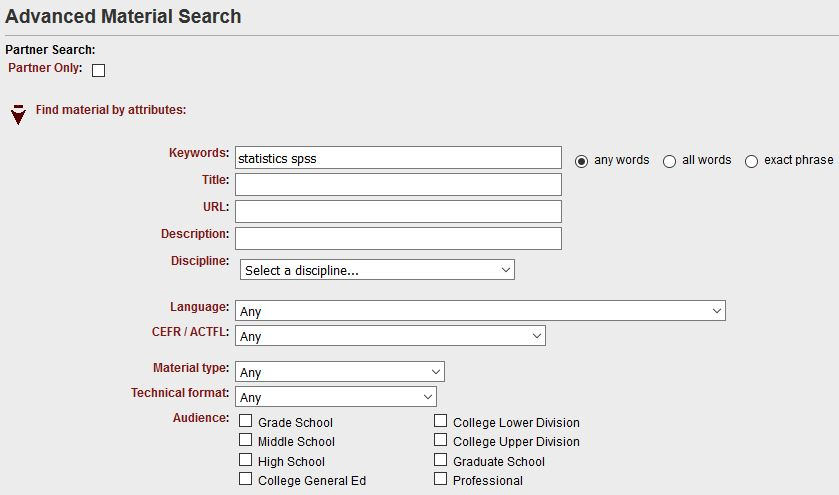 Advanced Material Search
Partner Search:
Partner Only:
Find material by attributes:
Keywords: statistics spss any words all words exact phrase
Title:
URL:
Description:
Discipline: Select a discipline...
Language: Any
CEFR / ACTFL: Any
Material type: Any
Technical format: Any
Audience:
Grade School College Lower Division
Middle School College Upper Division
High School Graduate School
College General Ed Professional